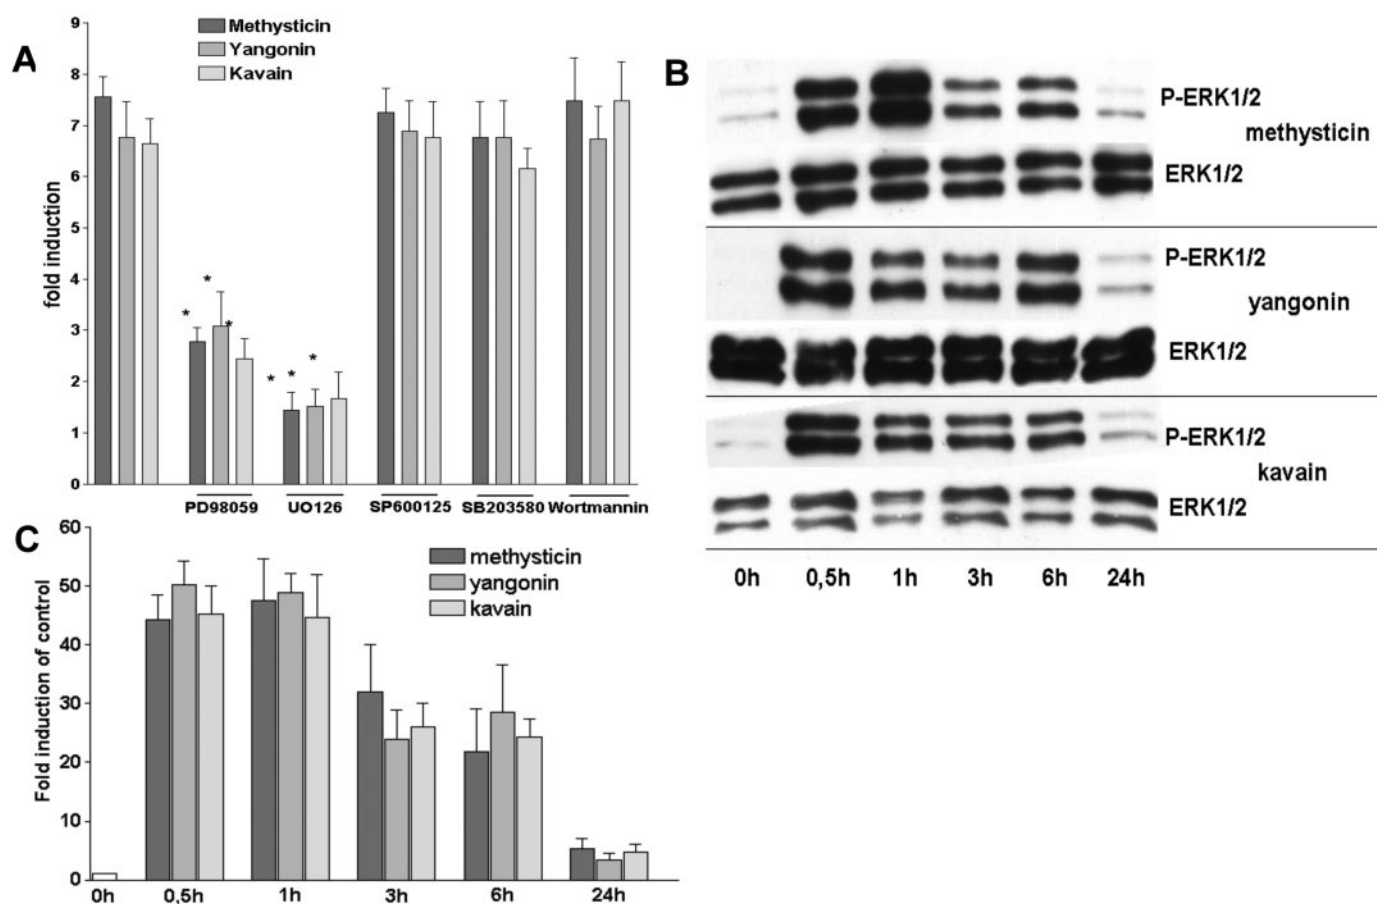 A
9
8
7
6
5
4
3
2
1
0
fold induction
Methysticin
Yangonin
Kavain
* * *
* * *
PD98059 UO126 SP600125 SB203580 Wortmannin
B
P-ERK1/2
methysticin
ERK1/2
P-ERK1/2
yangonin
ERK1/2
P-ERK1/2
kavain
ERK1/2
0h 0,5h 1h 3h 6h 24h
C
60
50
40
30
20
10
0
Fold induction of control
methysticin
yangonin
kavain
0h 0,5h 1h 3h 6h 24h